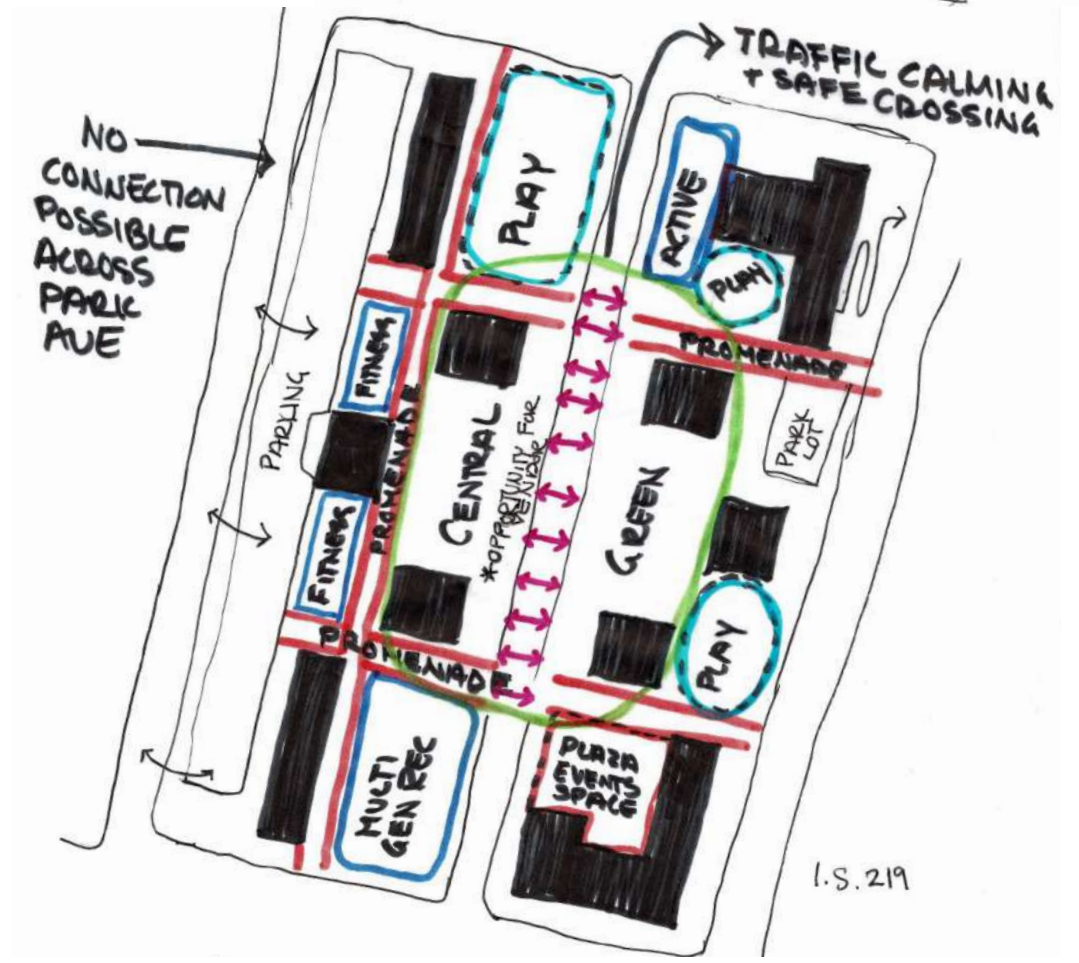 TRAFFIC CALMING
+ SAFE CROSSING
NO
CONNECTION
POSSIBLE
ACROSS
PARK
AVE
PLAY
ACTIVE
PLAY
PROMENADE
FITNESS
PARKING
PROMENADE
CENTRAL
*OPPORTUNITY FOR
VENDOR
GREEN
PARK
LOT
FITNESS
PROMENADE
PLAY
MULTI
GEN REC
PLAZA
EVENTS
SPACE
I.S. 219